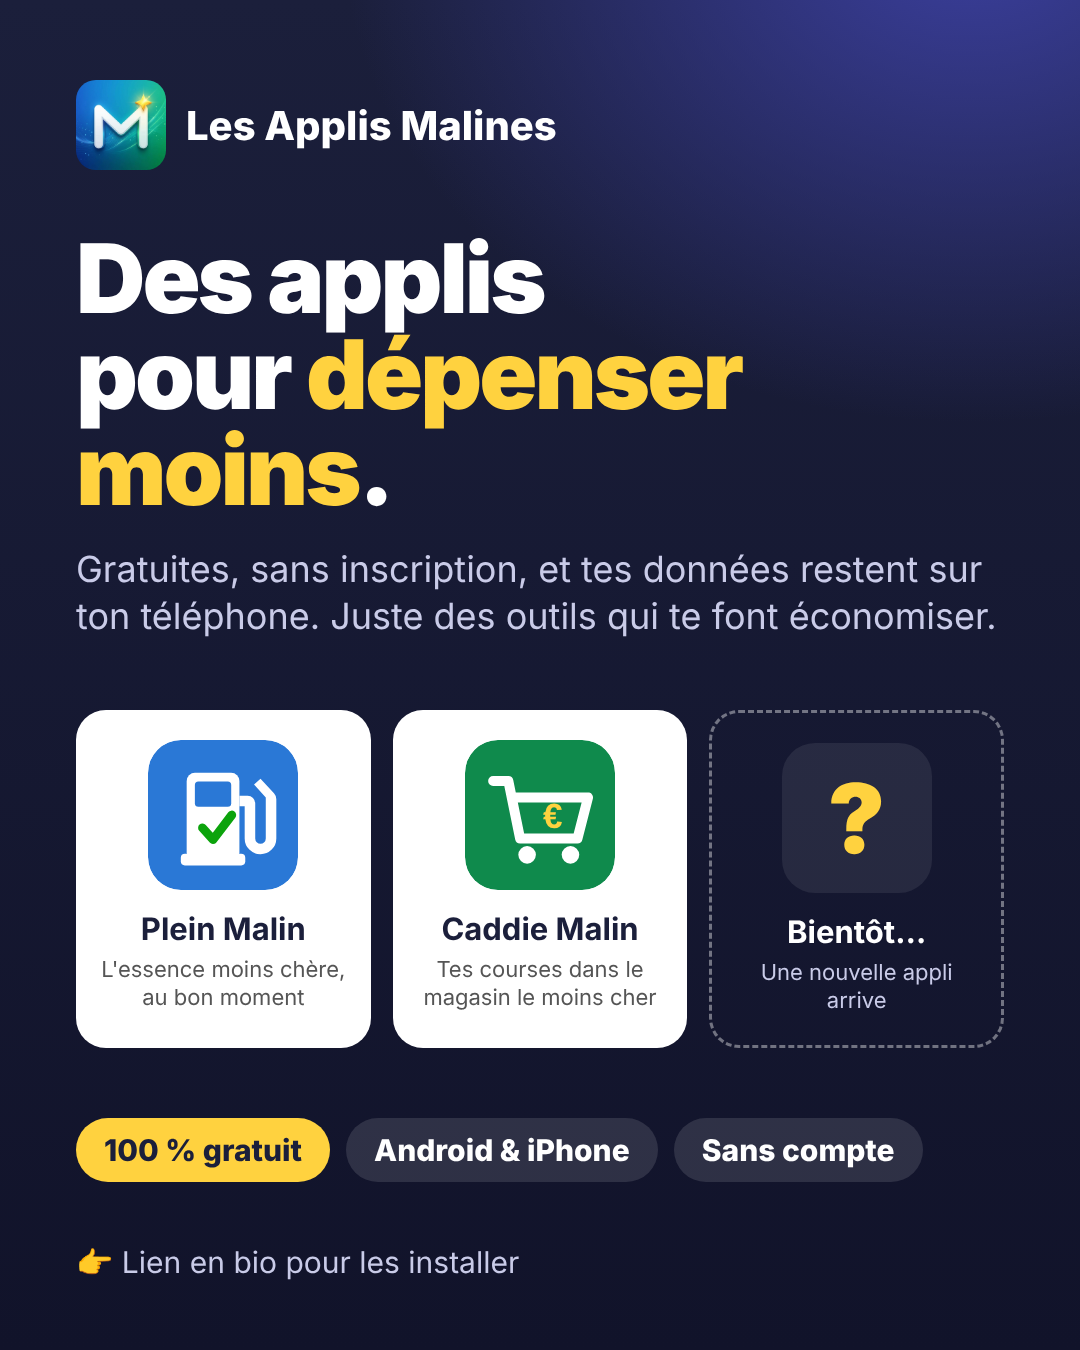 M
Les Applis Malines
Des applis
pour dépenser
moins.
Gratuites, sans inscription, et tes données restent sur
ton téléphone. Juste des outils qui te font économiser.
€
?
Plein Malin
L'essence moins chère,
au bon moment
Caddie Malin
Tes courses dans le
magasin le moins cher
Bientôt...
Une nouvelle appli
arrive
100 % gratuit
Android & iPhone
Sans compte
👉 Lien en bio pour les installer